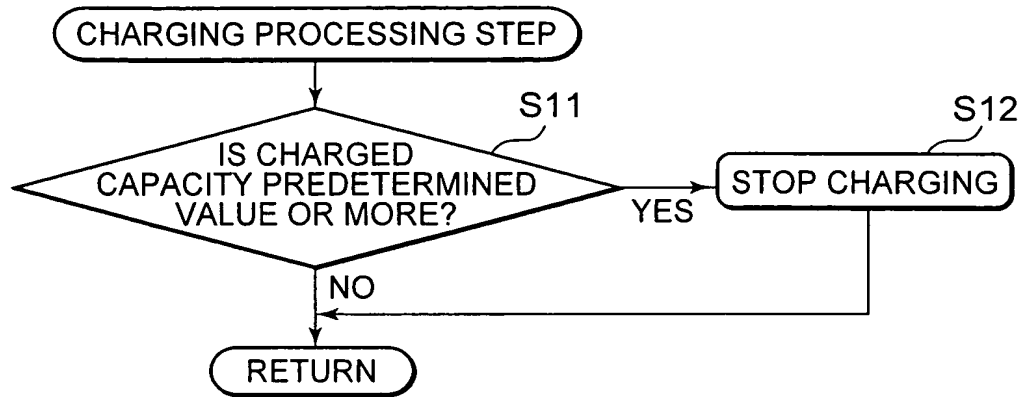 CHARGING PROCESSING STEP
S11
IS CHARGED
CAPACITY PREDETERMINED
VALUE OR MORE?
S12
STOP CHARGING
YES
NO
RETURN